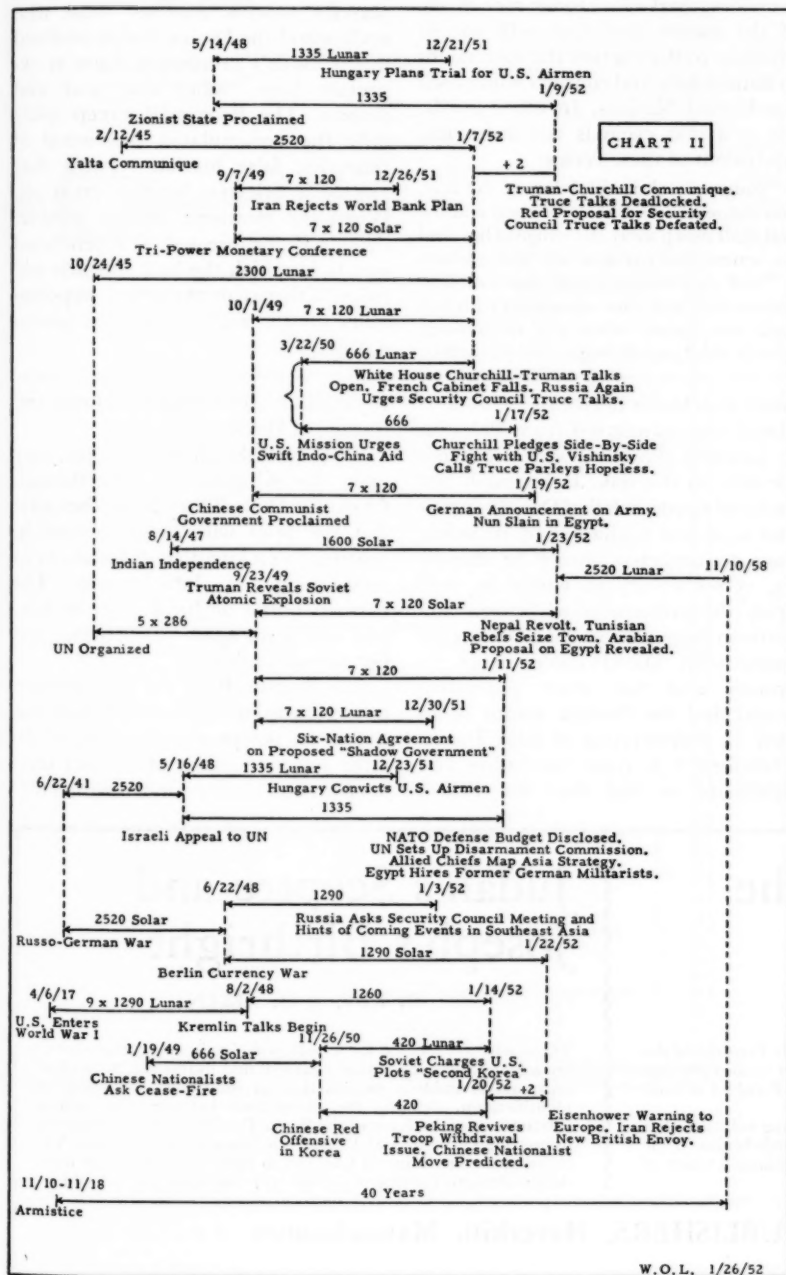 5/14/48
1335 Lunar
12/21/51
Hungary Plans Trial for U.S. Airmen
1/9/52
1335
Zionist State Proclaimed
2/12/45
2520
1/7/52
CHART II
Yalta Communique
+ 2
9/7/49
7 x 120
12/26/51
Iran Rejects World Bank Plan
Truman-Churchill Communique.
Truce Talks Deadlocked.
Red Proposal for Security
Council Truce Talks Defeated.
7 x 120 Solar
Tri-Power Monetary Conference
10/24/45
2300 Lunar
10/1/49
7 x 120 Lunar
3/22/50
666 Lunar
White House Churchill-Truman Talks
Open. French Cabinet Falls. Russia Again
Urges Security Council Truce Talks.
666
1/17/52
U.S. Mission Urges
Swift Indo-China Aid
Churchill Pledges Side-By-Side
Fight with U.S. Vishinsky
Calls Truce Parleys Hopeless.
7 x 120
1/19/52
Chinese Communist
Government Proclaimed
German Announcement on Army.
Nun Slain in Egypt.
8/14/47
1600 Solar
1/23/52
Indian Independence
2520 Lunar
11/10/58
9/23/49
Truman Reveals Soviet
Atomic Explosion
7 x 120 Solar
5 x 286
UN Organized
Nepal Revolt. Tunisian
Rebels Seize Town. Arabian
Proposal on Egypt Revealed.
7 x 120
1/11/52
7 x 120 Lunar
12/30/51
Six-Nation Agreement
on Proposed "Shadow Government"
5/16/48
1335 Lunar
12/23/51
6/22/41
2520
Hungary Convicts U.S. Airmen
1335
Israeli Appeal to UN
NATO Defense Budget Disclosed.
UN Sets Up Disarmament Commission.
Allied Chiefs Map Asia Strategy.
Egypt Hires Former German Militarists.
6/22/48
1290
1/3/52
2520 Solar
Russia Asks Security Council Meeting and
Hints of Coming Events in Southeast Asia
Russo-German War
1/22/52
1290 Solar
Berlin Currency War
4/6/17
9 x 1290 Lunar
8/2/48
1260
1/14/52
U.S. Enters
World War I
Kremlin Talks Begin
11/26/50
420 Lunar
1/19/49
666 Solar
Soviet Charges U.S.
Plots "Second Korea"
Chinese Nationalists
Ask Cease-Fire
1/20/52
+2
420
Chinese Red
Offensive
in Korea
Peking Revives
Troop Withdrawal
Issue. Chinese Nationalist
Move Predicted.
Eisenhower Warning to
Europe. Iran Rejects
New British Envoy.
11/10-11/18
40 Years
Armistice
W.O.L. 1/26/52